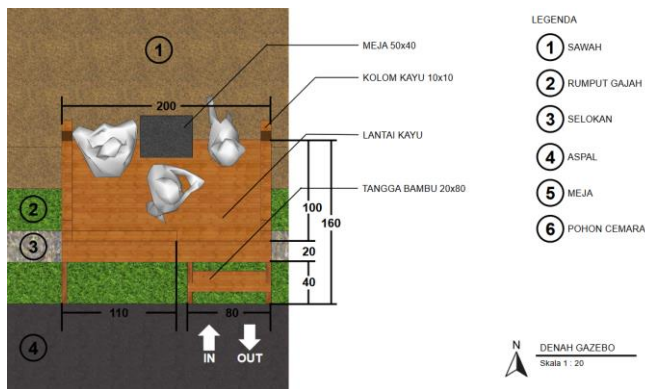 1
200
2
3
4
110
80
100
160
20
40
IN OUT
MEJA 50x40
KOLOM KAYU 10x10
LANTAI KAYU
TANGGA BAMBU 20x80
LEGENDA
1 SAWAH
2 RUMPUT GAJAH
3 SELOKAN
4 ASPAL
5 MEJA
6 POHON CEMARA
N
DENAH GAZEBO
Skala 1 : 20